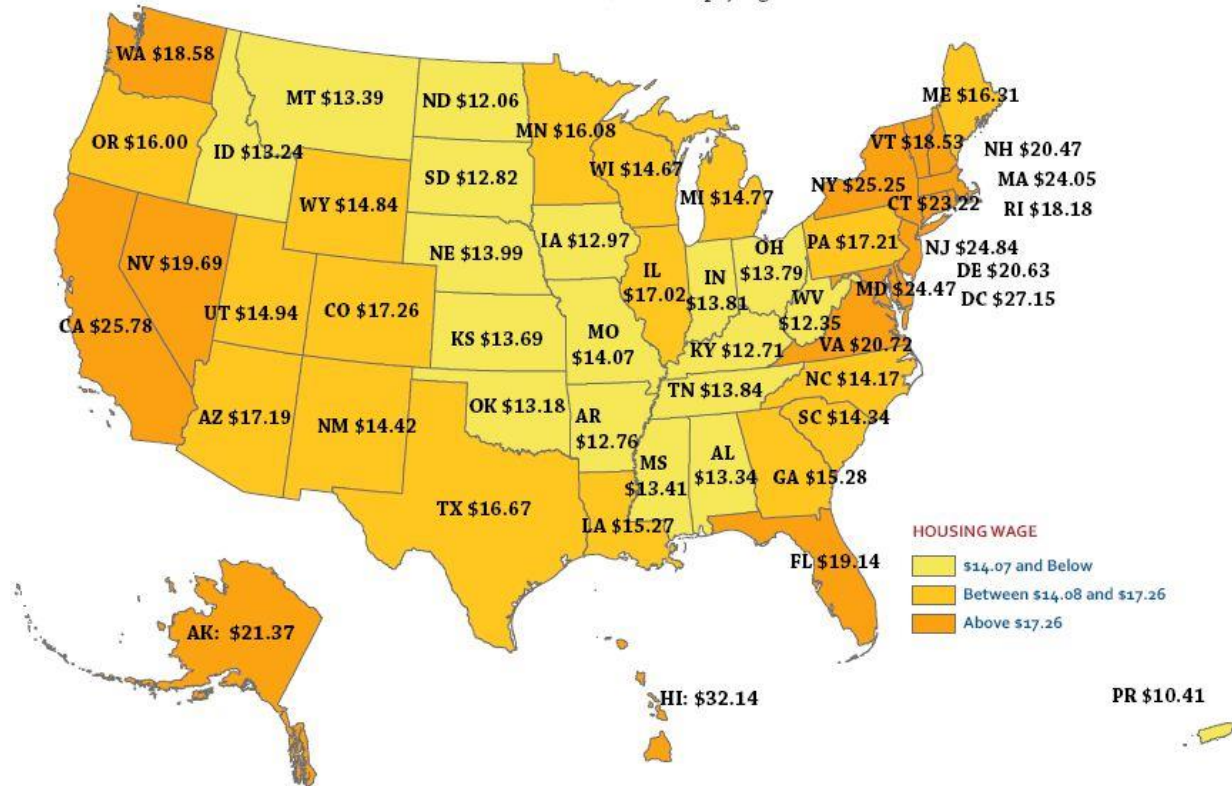 WA $18.58
MT $13.39
ND $12.06
ME $16.31
OR $16.00
ID $13.24
MN $16.08
VT $18.53
NH $20.47
SD $12.82
WI $14.67
MA $24.05
WY $14.84
MI $14.77
NY $25.25
CT $23.22
RI $18.18
NV $19.69
NE $13.99
IA $12.97
OH
$13.79
PA $17.21
NJ $24.84
IL
$17.02
IN
$13.81
DE $20.63
MD $24.47
DC $27.15
WV
$12.35
CA $25.78
UT $14.94
CO $17.26
KS $13.69
MO
$14.07
KY $12.71
VA $20.72
TN $13.84
NC $14.17
AZ $17.19
NM $14.42
OK $13.18
AR
$12.76
SC $14.34
MS
$13.41
AL
$13.34
GA $15.28
TX $16.67
LA $15.27
FL $19.14
HOUSING WAGE
$14.07 and Below
Between $14.08 and $17.26
Above $17.26
AK: $21.37
HI: $32.14
PR $10.41